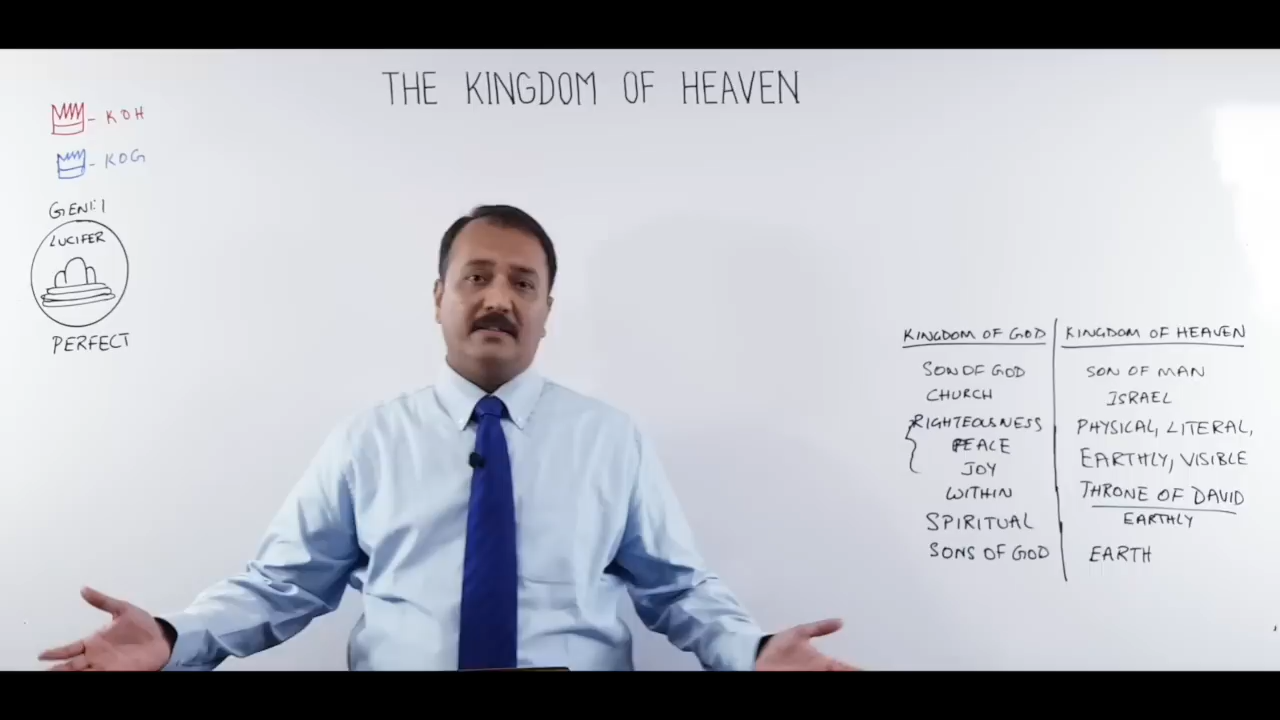 THE KINGDOM OF HEAVEN
- KOH
- KOG
GEN 1:1
LUCIFER
PERFECT
KINGDOM OF GOD
SON OF GOD
CHURCH
RIGHTEOUSNESS
PEACE
JOY
WITHIN
SPIRITUAL
SONS OF GOD
KINGDOM OF HEAVEN
SON OF MAN
ISRAEL
PHYSICAL, LITERAL,
EARTHLY, VISIBLE
THRONE OF DAVID
EARTHLY
EARTH